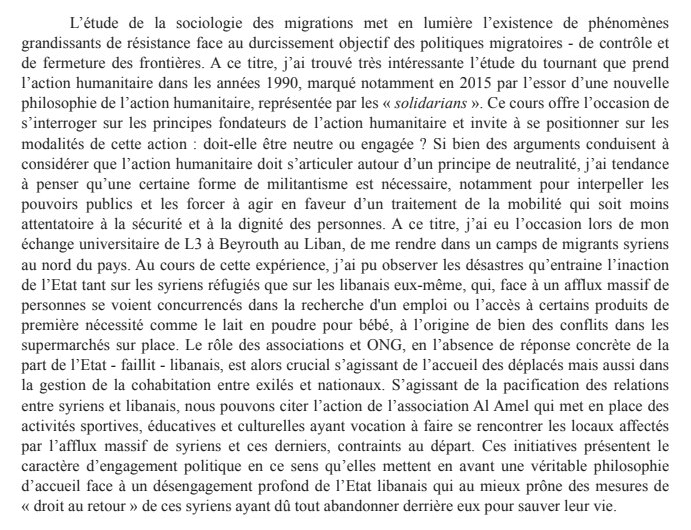 L’étude de la sociologie des migrations met en lumière l’existence de phénomènes
grandissants de résistance face au durcissement objectif des politiques migratoires - de contrôle et
de fermeture des frontières. A ce titre, j’ai trouvé très intéressante l’étude du tournant que prend
l’action humanitaire dans les années 1990, marqué notamment en 2015 par l’essor d’une nouvelle
philosophie de l’action humanitaire, représentée par les « solidarians ». Ce cours offre l’occasion de
s’interroger sur les principes fondateurs de l’action humanitaire et invite à se positionner sur les
modalités de cette action : doit-elle être neutre ou engagée ? Si bien des arguments conduisent à
considérer que l’action humanitaire doit s’articuler autour d’un principe de neutralité, j’ai tendance
à penser qu’une certaine forme de militantisme est nécessaire, notamment pour interpeller les
pouvoirs publics et les forcer à agir en faveur d’un traitement de la mobilité qui soit moins
attentatoire à la sécurité et à la dignité des personnes. A ce titre, j’ai eu l’occasion lors de mon
échange universitaire de L3 à Beyrouth au Liban, de me rendre dans un camps de migrants syriens
au nord du pays. Au cours de cette expérience, j’ai pu observer les désastres qu’entraine l’inaction
de l’Etat tant sur les syriens réfugiés que sur les libanais eux-même, qui, face à un afflux massif de
personnes se voient concurrencés dans la recherche d'un emploi ou l’accès à certains produits de
première nécessité comme le lait en poudre pour bébé, à l’origine de bien des conflits dans les
supermarchés sur place. Le rôle des associations et ONG, en l’absence de réponse concrète de la
part de l’Etat - faillit - libanais, est alors crucial s’agissant de l’accueil des déplacés mais aussi dans
la gestion de la cohabitation entre exilés et nationaux. S’agissant de la pacification des relations
entre syriens et libanais, nous pouvons citer l’action de l’association Al Amel qui met en place des
activités sportives, éducatives et culturelles ayant vocation à faire se rencontrer les locaux affectés
par l’afflux massif de syriens et ces derniers, contraints au départ. Ces initiatives présentent le
caractère d’engagement politique en ce sens qu’elles mettent en avant une véritable philosophie
d’accueil face à un désengagement profond de l’Etat libanais qui au mieux prône des mesures de
« droit au retour » de ces syriens ayant dû tout abandonner derrière eux pour sauver leur vie.